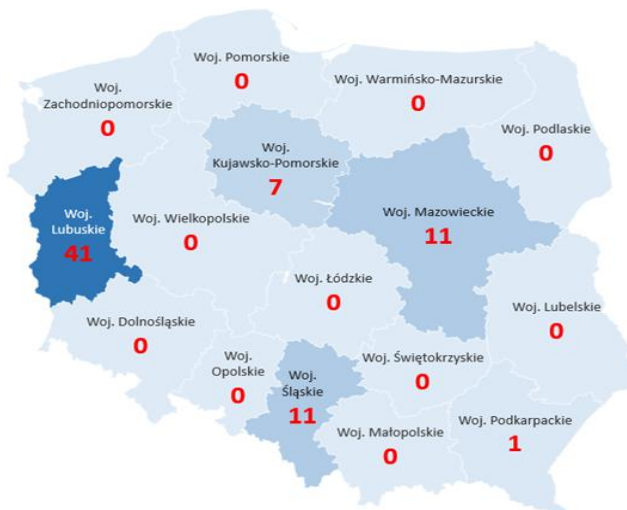 Woj. Pomorskie
0
Woj. Warmińsko-Mazurskie
0
Woj.
Zachodniopomorskie
0
Woj. Podlaskie
0
Woj.
Kujawsko-Pomorskie
7
Woj. Mazowieckie
11
Woj.
Lubuskie
41
Woj. Wielkopolskie
0
Woj. Łódzkie
0
Woj. Lubelskie
0
Woj. Dolnośląskie
0
Woj.
Opolskie
0
Woj.
Śląskie
11
Woj. Świętokrzyskie
0
Woj. Małopolskie
0
Woj. Podkarpackie
1